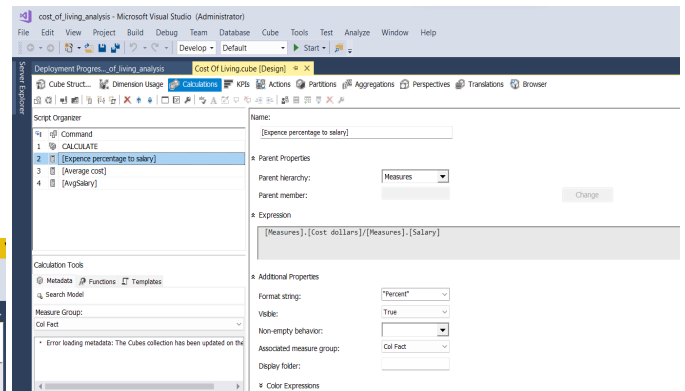 cost_of_living_analysis - Microsoft Visual Studio (Administrator)
File Edit View Project Build Debug Team Database Cube Tools Test Analyze Window Help
Develop Default Start
Server Explorer
Deployment Progres..._of_living_analysis Cost Of Living.cube [Design]
Cube Struct... Dimension Usage Calculations KPIs Actions Partitions Aggregations Perspectives Translations Browser
Script Organizer
Command
1 CALCULATE
2 [Expence percentage to salary]
3 [Average cost]
4 [AvgSalary]
Calculation Tools
Metadata Functions Templates
Search Model
Measure Group:
Col Fact
Error loading metadata: The Cubes collection has been updated on the
Name:
[Expence percentage to salary]
Parent Properties
Parent hierarchy: Measures
Parent member: Change
Expression
[Measures].[Cost dollars]/[Measures].[Salary]
Additional Properties
Format string: "Percent"
Visible: True
Non-empty behavior:
Associated measure group: Col Fact
Display folder:
Color Expressions